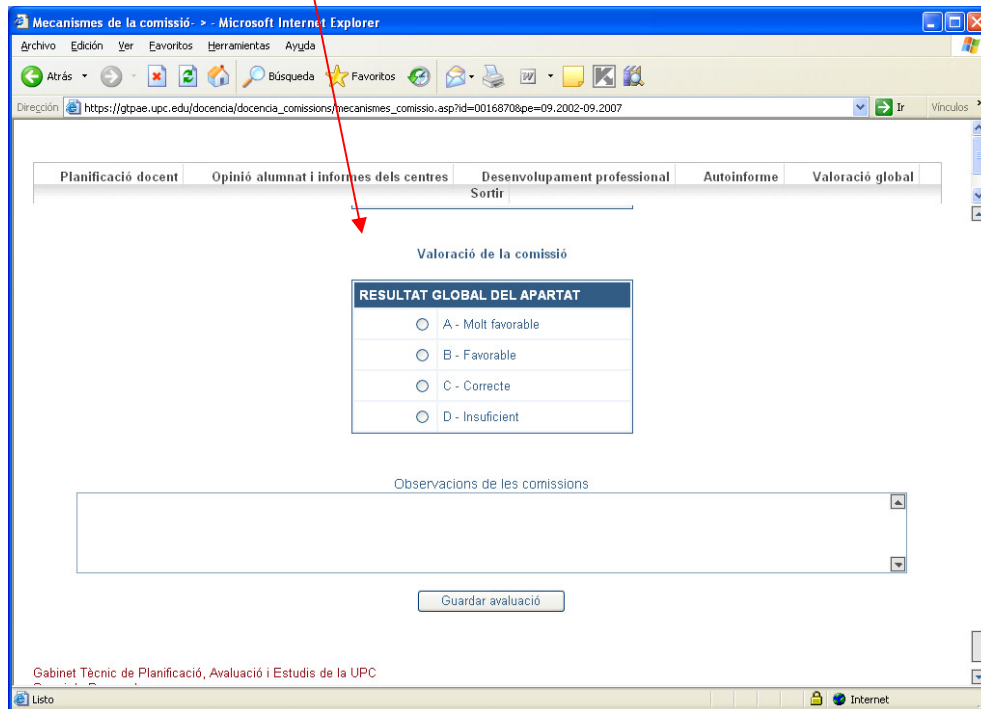 Mecanismes de la comissió- > - Microsoft Internet Explorer
Archivo Edición Ver Favoritos Herramientas Ayuda
Atrás Búsqueda Favoritos
Dirección https://gtpae.upc.edu/docencia/docencia_comissions/mecanismes_comissio.asp?id=0016870&pe=09.2002-09.2007 Ir Vínculos
Planificació docent Opinió alumnat i informes dels centres Desenvolupament professional Autoinforme Valoració global
Sortir
Valoració de la comissió
RESULTAT GLOBAL DEL APARTAT
A - Molt favorable
B - Favorable
C - Correcte
D - Insuficient
Observacions de les comissions
Guardar avaluació
Gabinet Tècnic de Planificació, Avaluació i Estudis de la UPC
Listo Internet